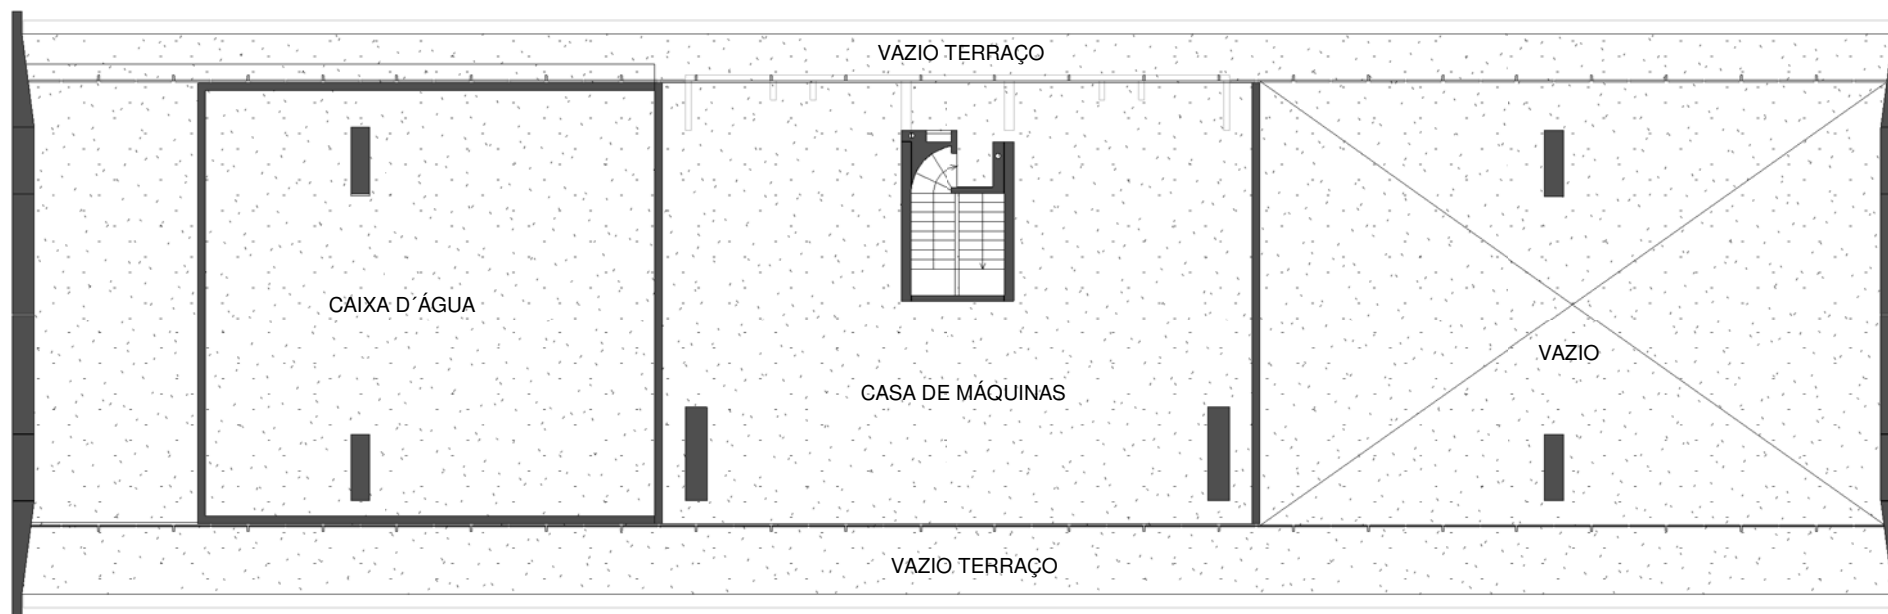 VAZIO TERRAÇO
CAIXA D´ÁGUA
VAZIO
CASA DE MÁQUINAS
VAZIO TERRAÇO